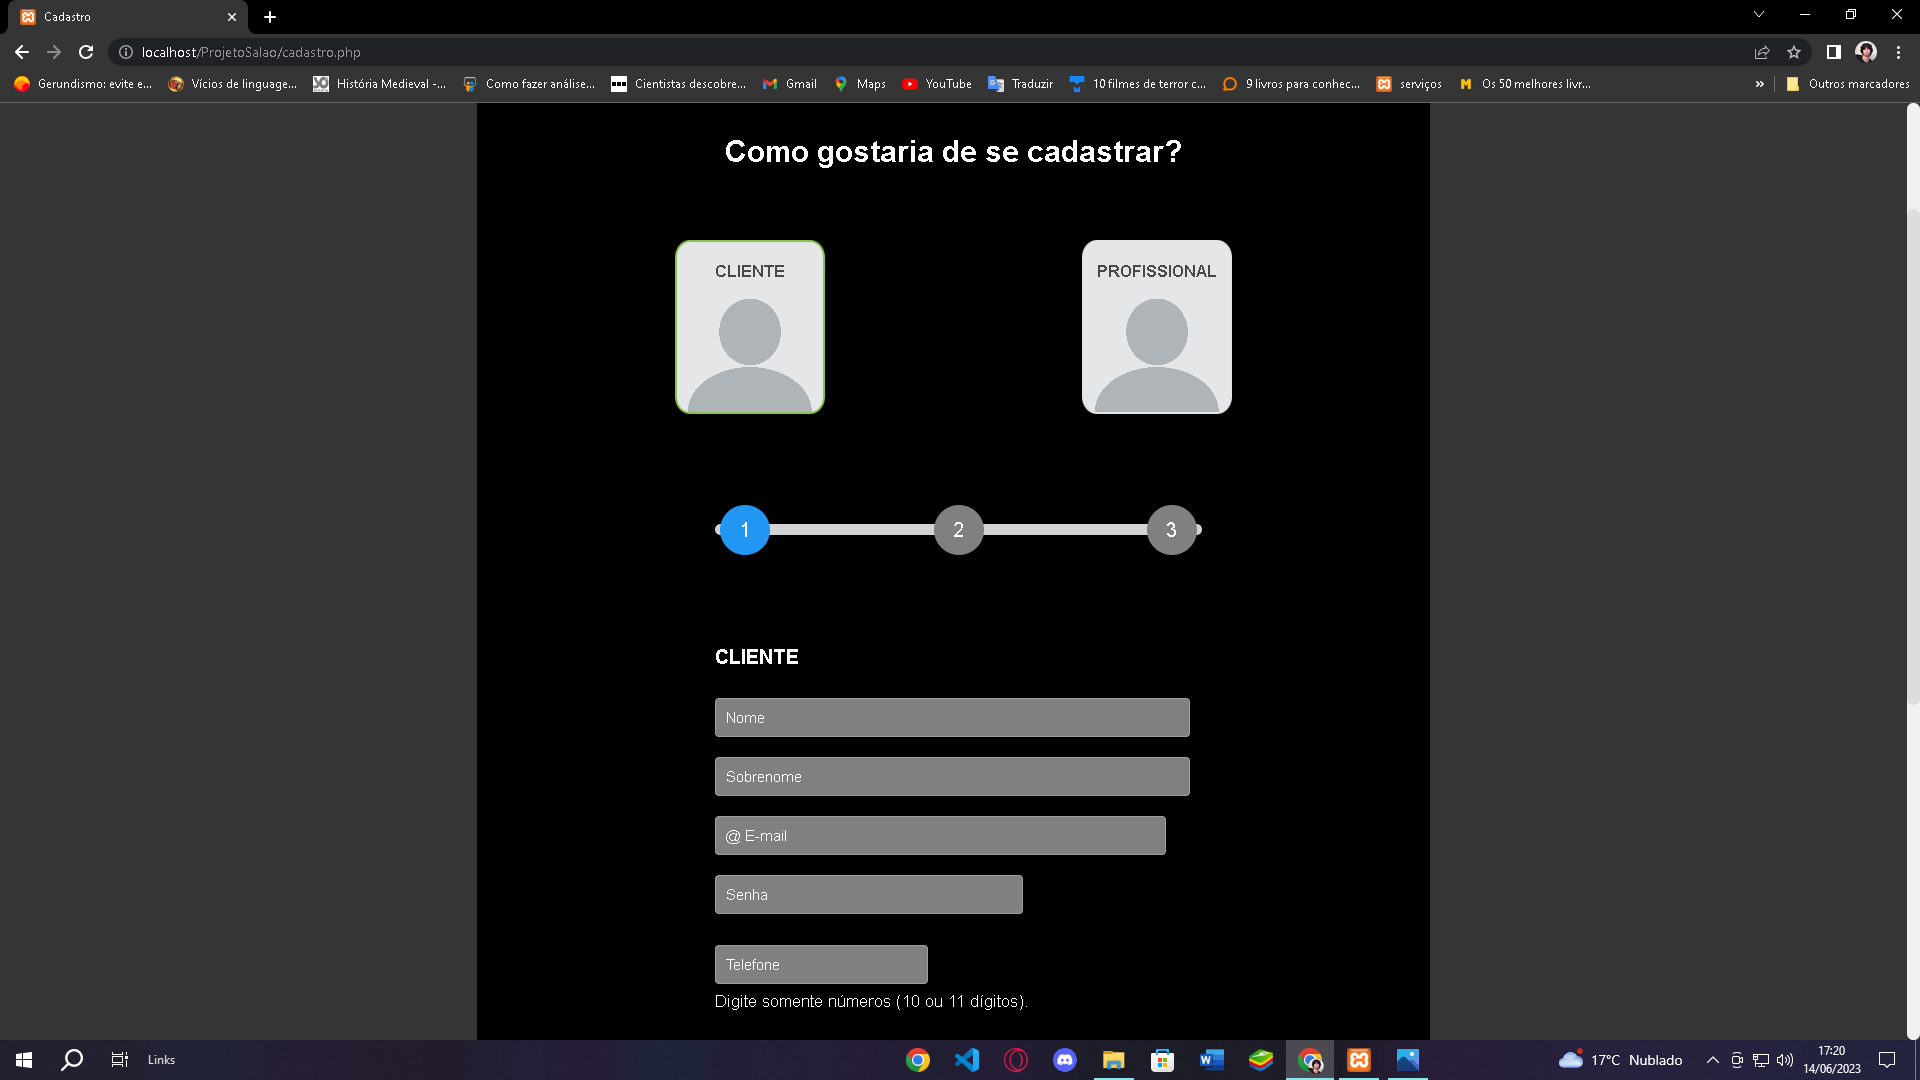 Cadastro
localhost/ProjetoSalao/cadastro.php
Gerundismo: evite e... Vícios de linguage... História Medieval -... Como fazer análise... Cientistas descobre... Gmail Maps YouTube Traduzir 10 filmes de terror c... 9 livros para conhec... serviços Os 50 melhores livr... » Outros marcadores
Como gostaria de se cadastrar?
CLIENTE PROFISSIONAL
1 2 3
CLIENTE
Nome
Sobrenome
@ E-mail
Senha
Telefone
Digite somente números (10 ou 11 dígitos).
Links 17°C Nublado 17:20
14/06/2023